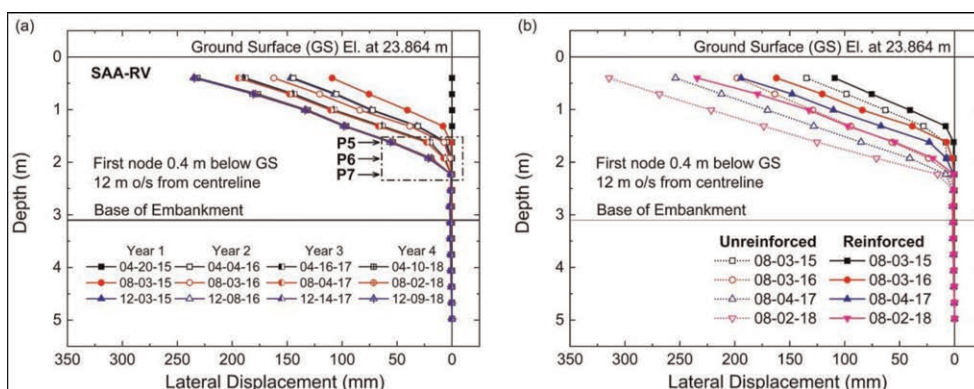 (a)
Ground Surface (GS) El. at 23.864 m
SAA-RV
P5
P6
P7
First node 0.4 m below GS
12 m o/s from centreline
Base of Embankment
Year 1 Year 2 Year 3 Year 4
04-20-15 04-04-16 04-16-17 04-10-18
08-03-15 08-03-16 08-04-17 08-02-18
12-03-15 12-08-16 12-14-17 12-09-18
0
1
2
3
4
5
6
Depth (m)
350 300 250 200 150 100 50 0
Lateral Displacement (mm)
(b)
Ground Surface (GS) El. at 23.864 m
First node 0.4 m below GS
12 m o/s from centreline
Base of Embankment
Unreinforced Reinforced
08-03-15 08-03-15
08-03-16 08-03-16
08-04-17 08-04-17
08-02-18 08-02-18
0
1
2
3
4
5
6
Depth (m)
350 300 250 200 150 100 50 0
Lateral Displacement (mm)